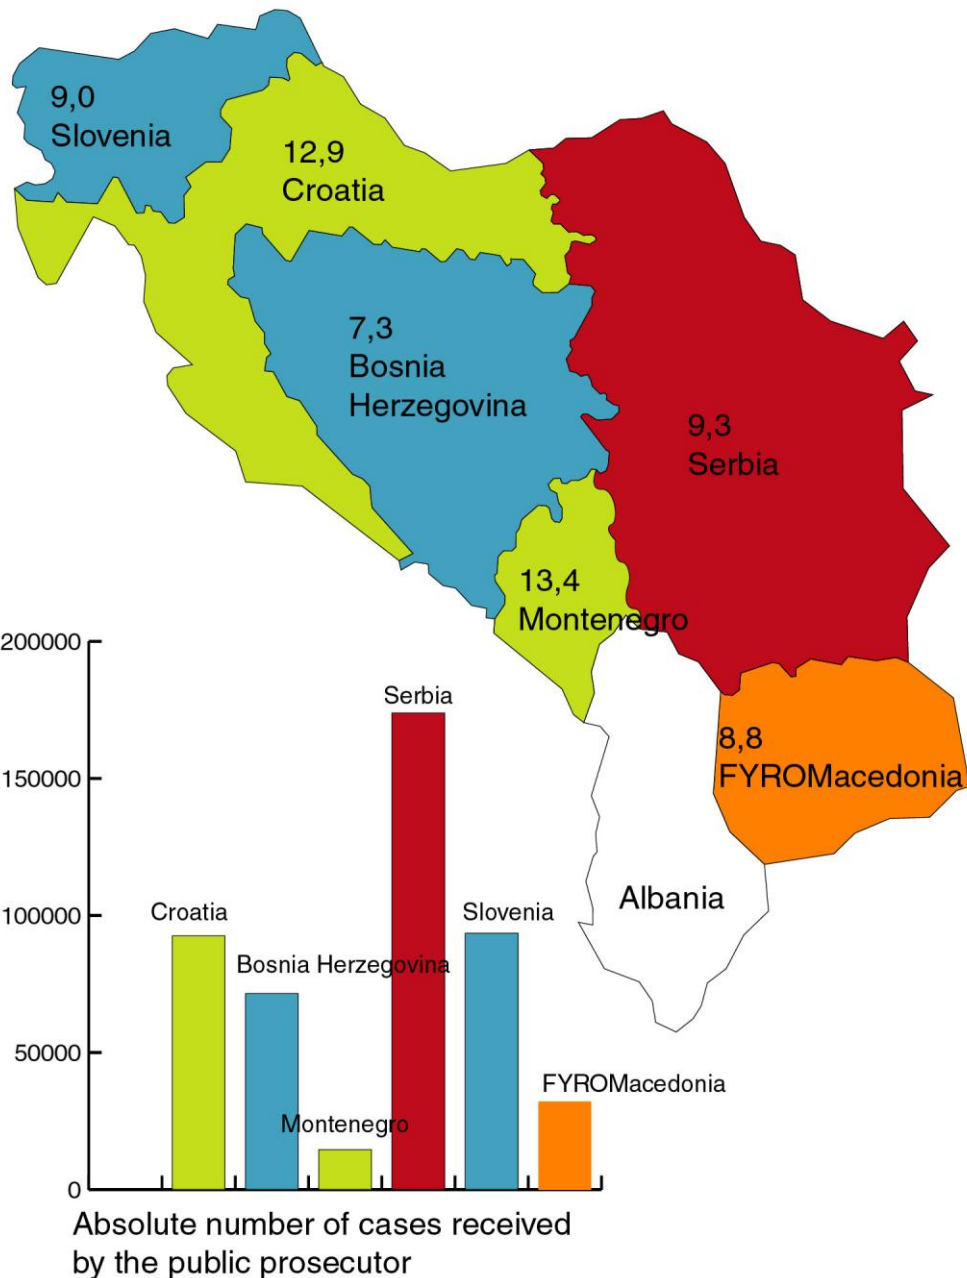 9,0
Slovenia
12,9
Croatia
7,3
Bosnia
Herzegovina
9,3
Serbia
13,4
Montenegro
8,8
FYROMacedonia
Albania
200000
150000
100000
50000
0
Croatia
Bosnia Herzegovina
Montenegro
Serbia
Slovenia
FYROMacedonia
Absolute number of cases received
by the public prosecutor